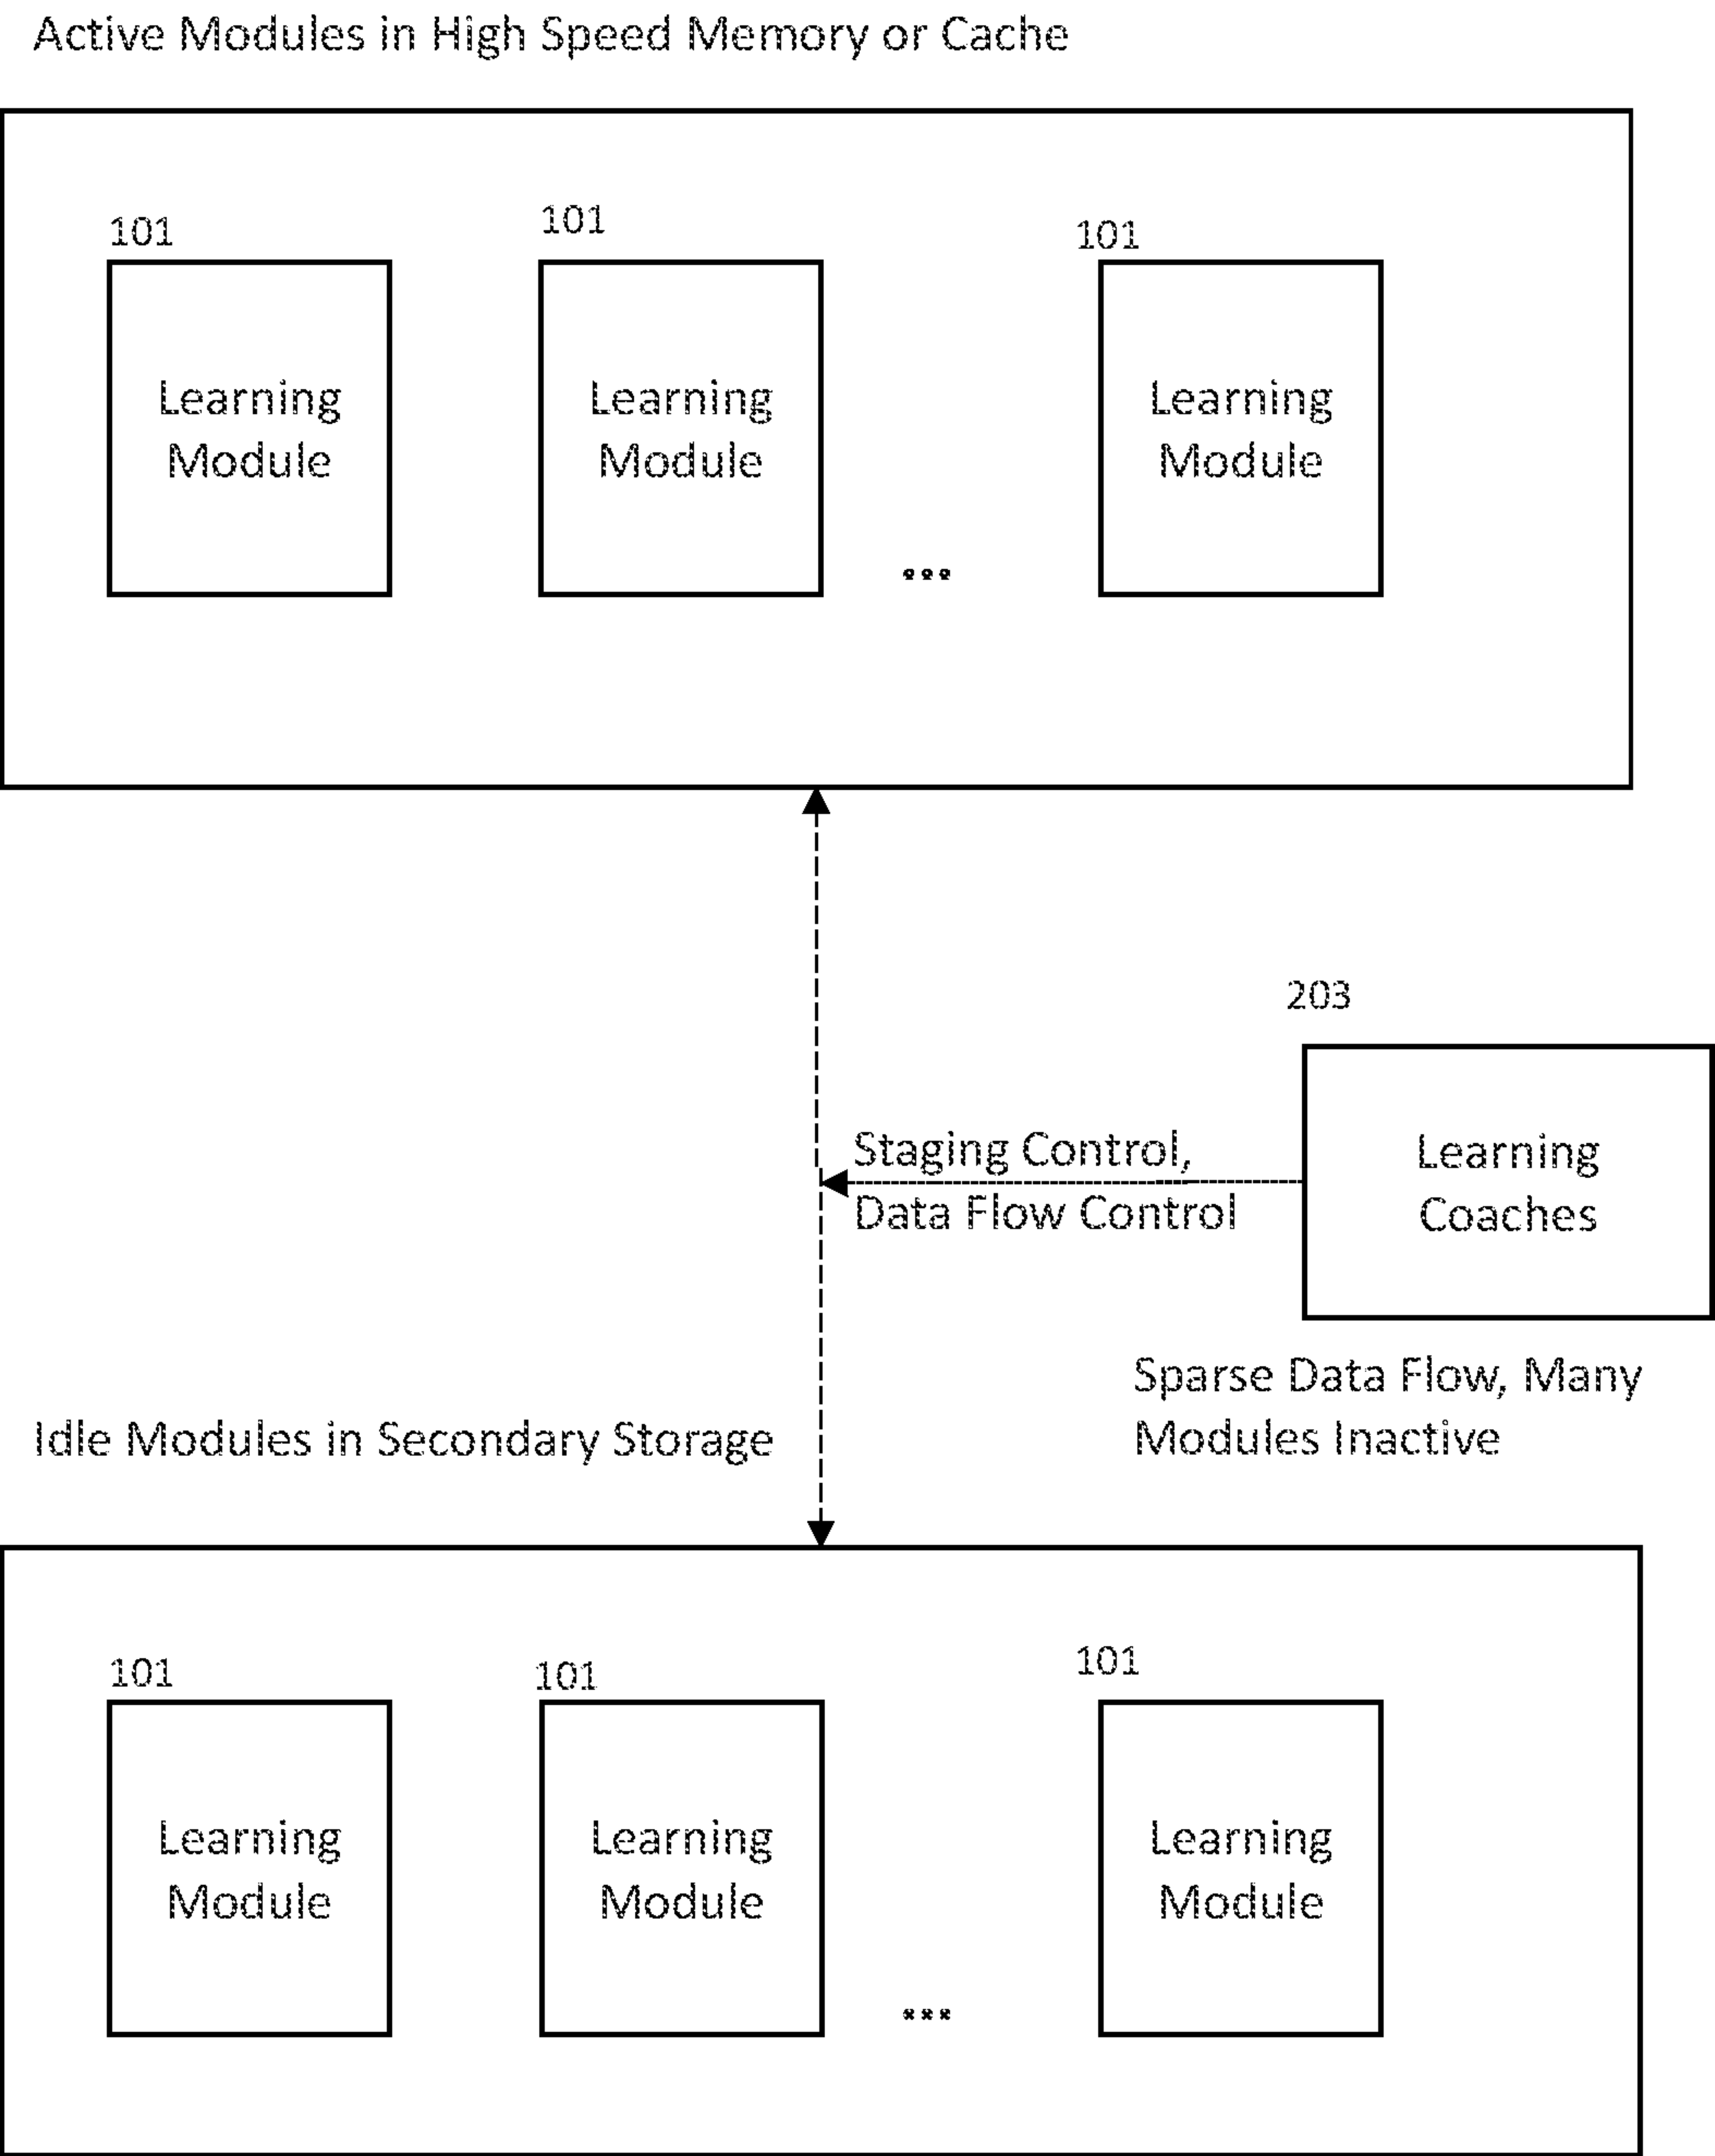 Active Modules in High Speed Memory or Cache
101
101
101
Learning
Module
Learning
Module
Learning
Module
...
203
Learning
Coaches
Staging Control,
Data Flow Control
Sparse Data Flow, Many
Modules Inactive
Idle Modules in Secondary Storage
101
101
101
Learning
Module
Learning
Module
Learning
Module
...